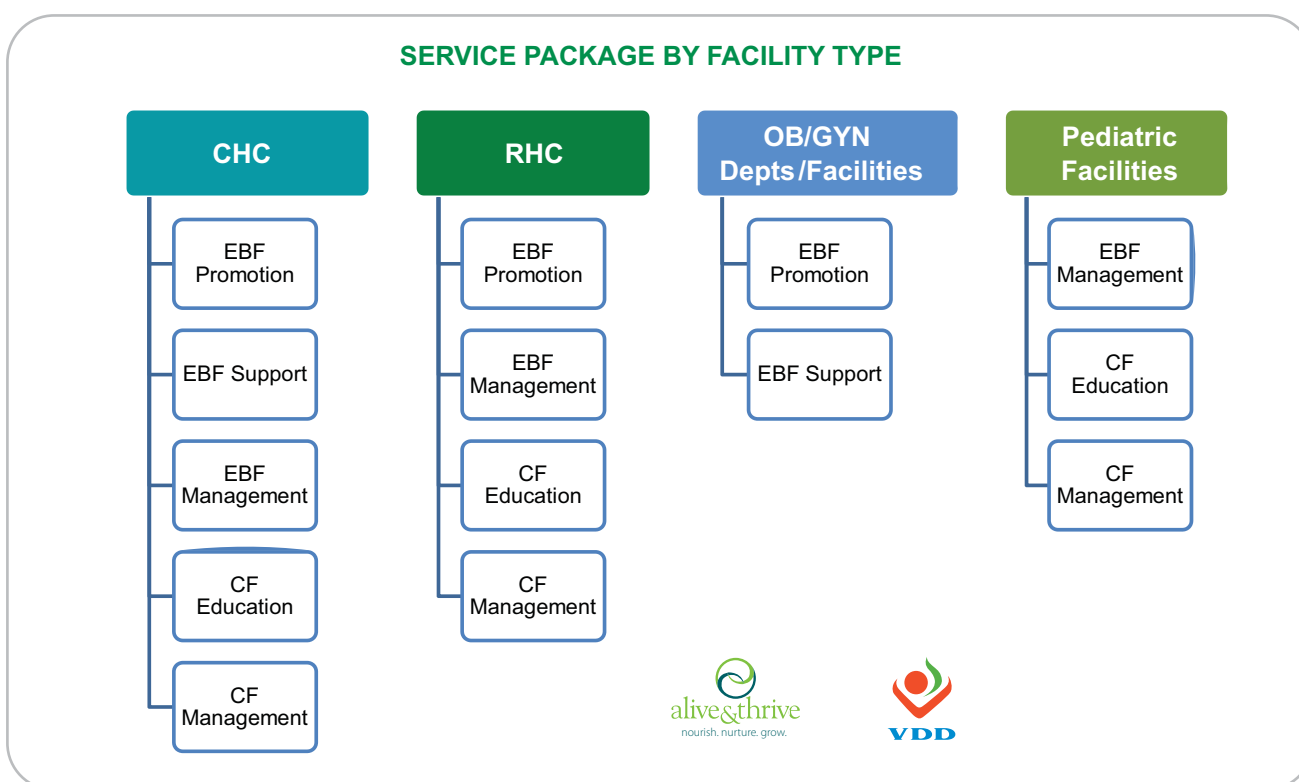 SERVICE PACKAGE BY FACILITY TYPE
CHC
EBF
Promotion
EBF Support
EBF
Management
CF
Education
CF
Management
RHC
EBF
Promotion
EBF
Management
CF
Education
CF
Management
OB/GYN
Depts/Facilities
EBF
Promotion
EBF Support
Pediatric
Facilities
EBF
Management
CF
Education
CF
Management
alive&thrive
nourish. nurture. grow.
VDD